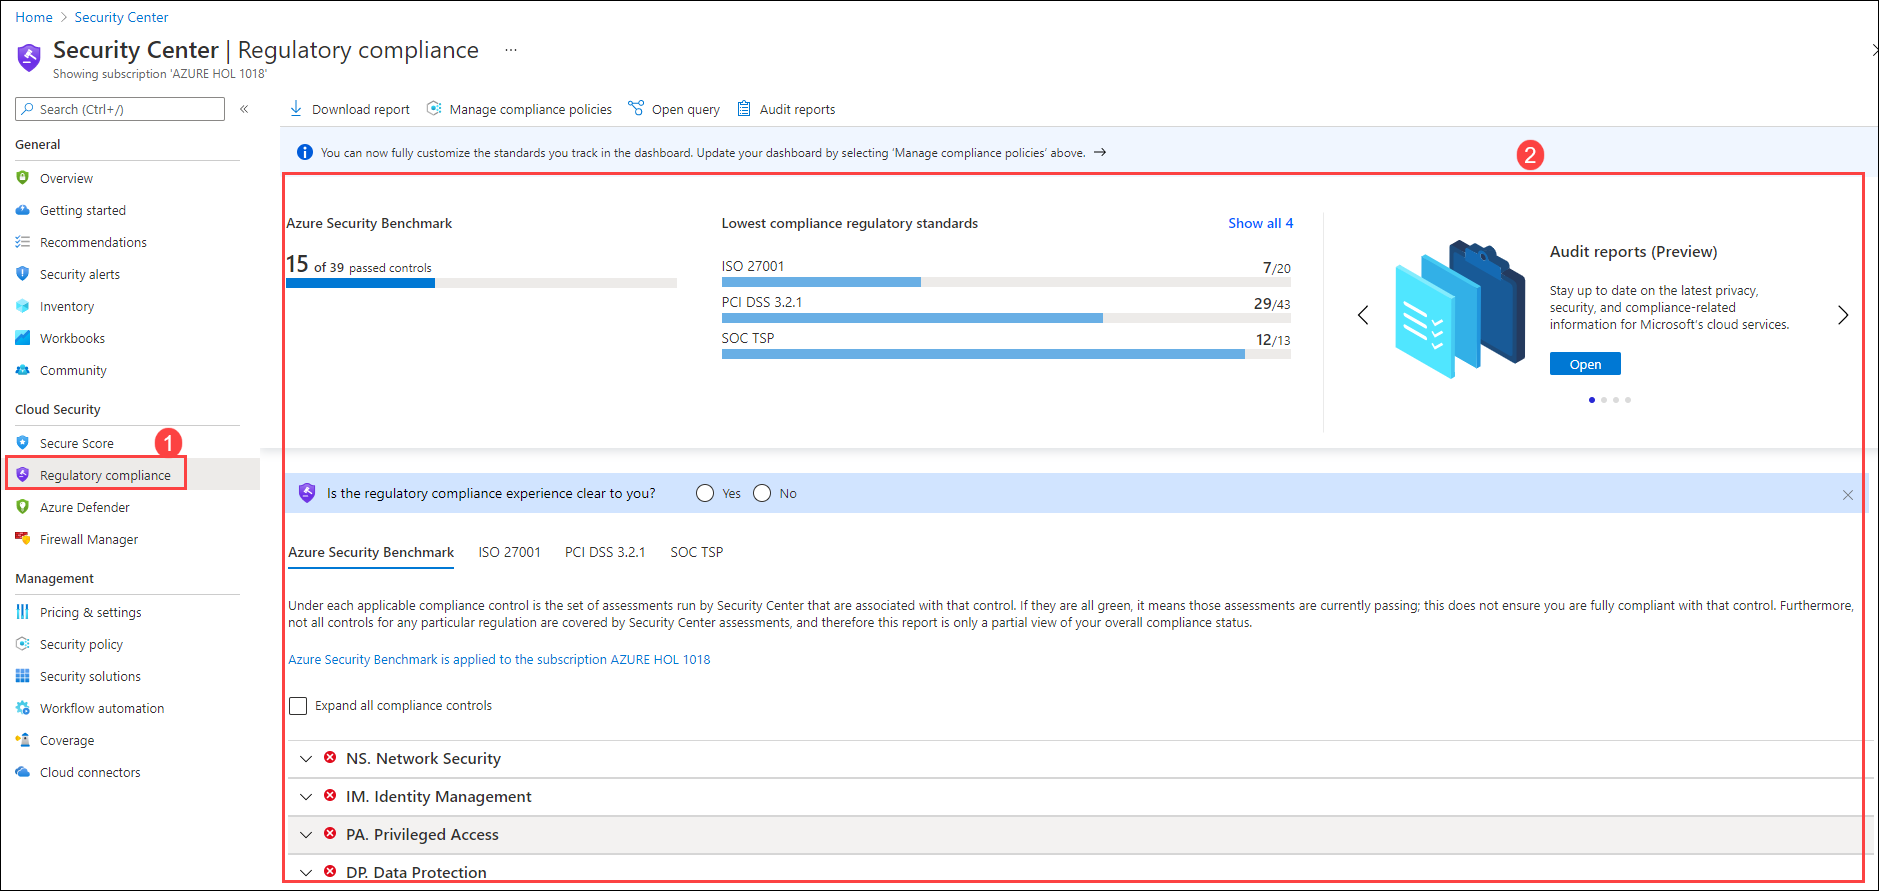 Home > Security Center
Security Center | Regulatory compliance ...
Showing subscription 'AZURE HOL 1018'
Search (Ctrl+/)
«
General
Overview
Getting started
Recommendations
Security alerts
Inventory
Workbooks
Community
Cloud Security
Secure Score
1
Regulatory compliance
Azure Defender
Firewall Manager
Management
Pricing & settings
Security policy
Security solutions
Workflow automation
Coverage
Cloud connectors
Download report Manage compliance policies Open query Audit reports
You can now fully customize the standards you track in the dashboard. Update your dashboard by selecting 'Manage compliance policies' above. →
2
Azure Security Benchmark
15 of 39 passed controls
Lowest compliance regulatory standards Show all 4
ISO 27001 7/20
PCI DSS 3.2.1 29/43
SOC TSP 12/13
Audit reports (Preview)
Stay up to date on the latest privacy,
security, and compliance-related
information for Microsoft's cloud services.
Open
Is the regulatory compliance experience clear to you? Yes No
Azure Security Benchmark ISO 27001 PCI DSS 3.2.1 SOC TSP
Under each applicable compliance control is the set of assessments run by Security Center that are associated with that control. If they are all green, it means those assessments are currently passing; this does not ensure you are fully compliant with that control. Furthermore,
not all controls for any particular regulation are covered by Security Center assessments, and therefore this report is only a partial view of your overall compliance status.
Azure Security Benchmark is applied to the subscription AZURE HOL 1018
Expand all compliance controls
NS. Network Security
IM. Identity Management
PA. Privileged Access
DP. Data Protection